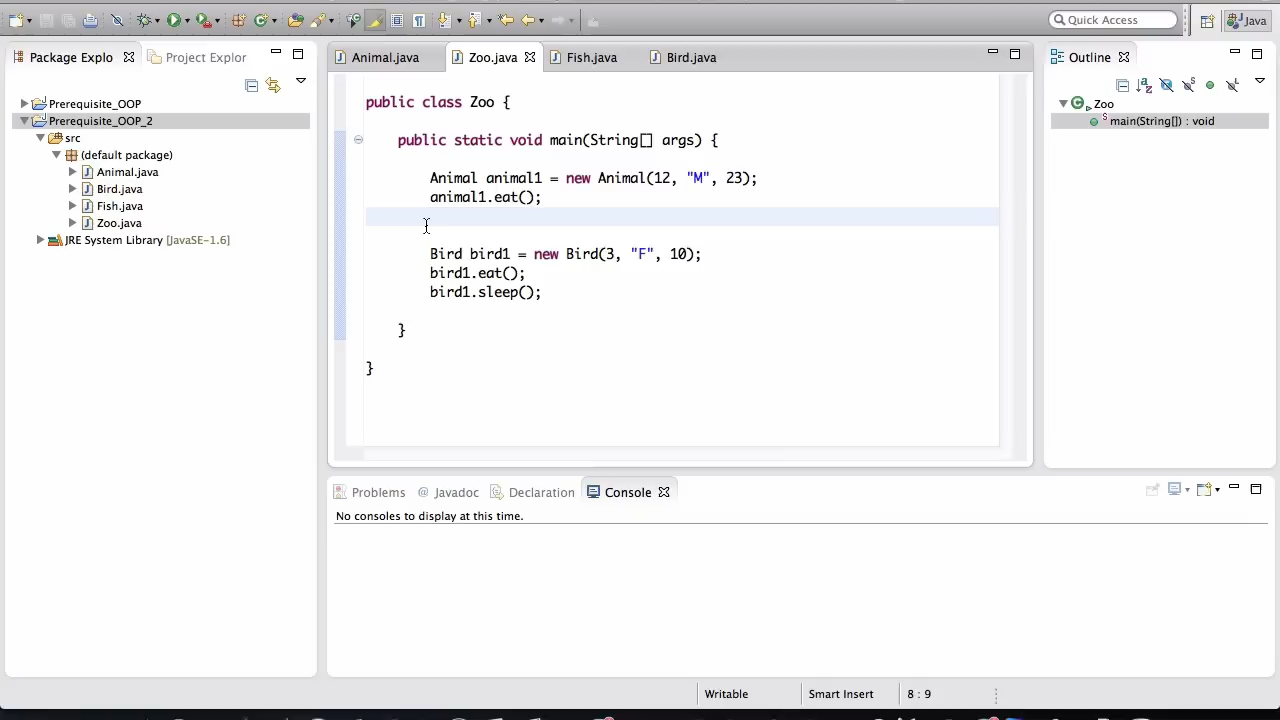 Quick Access
Java
Package Explo
Project Explor
Prerequisite_OOP
Prerequisite_OOP_2
src
(default package)
Animal.java
Bird.java
Fish.java
Zoo.java
JRE System Library [JavaSE-1.6]
Animal.java
Zoo.java
Fish.java
Bird.java
public class Zoo {
public static void main(String[] args) {
Animal animal1 = new Animal(12, "M", 23);
animal1.eat();
Bird bird1 = new Bird(3, "F", 10);
bird1.eat();
bird1.sleep();
}
}
Outline
Zoo
main(String[]) : void
Problems
@ Javadoc
Declaration
Console
No consoles to display at this time.
Writable
Smart Insert
8 : 9